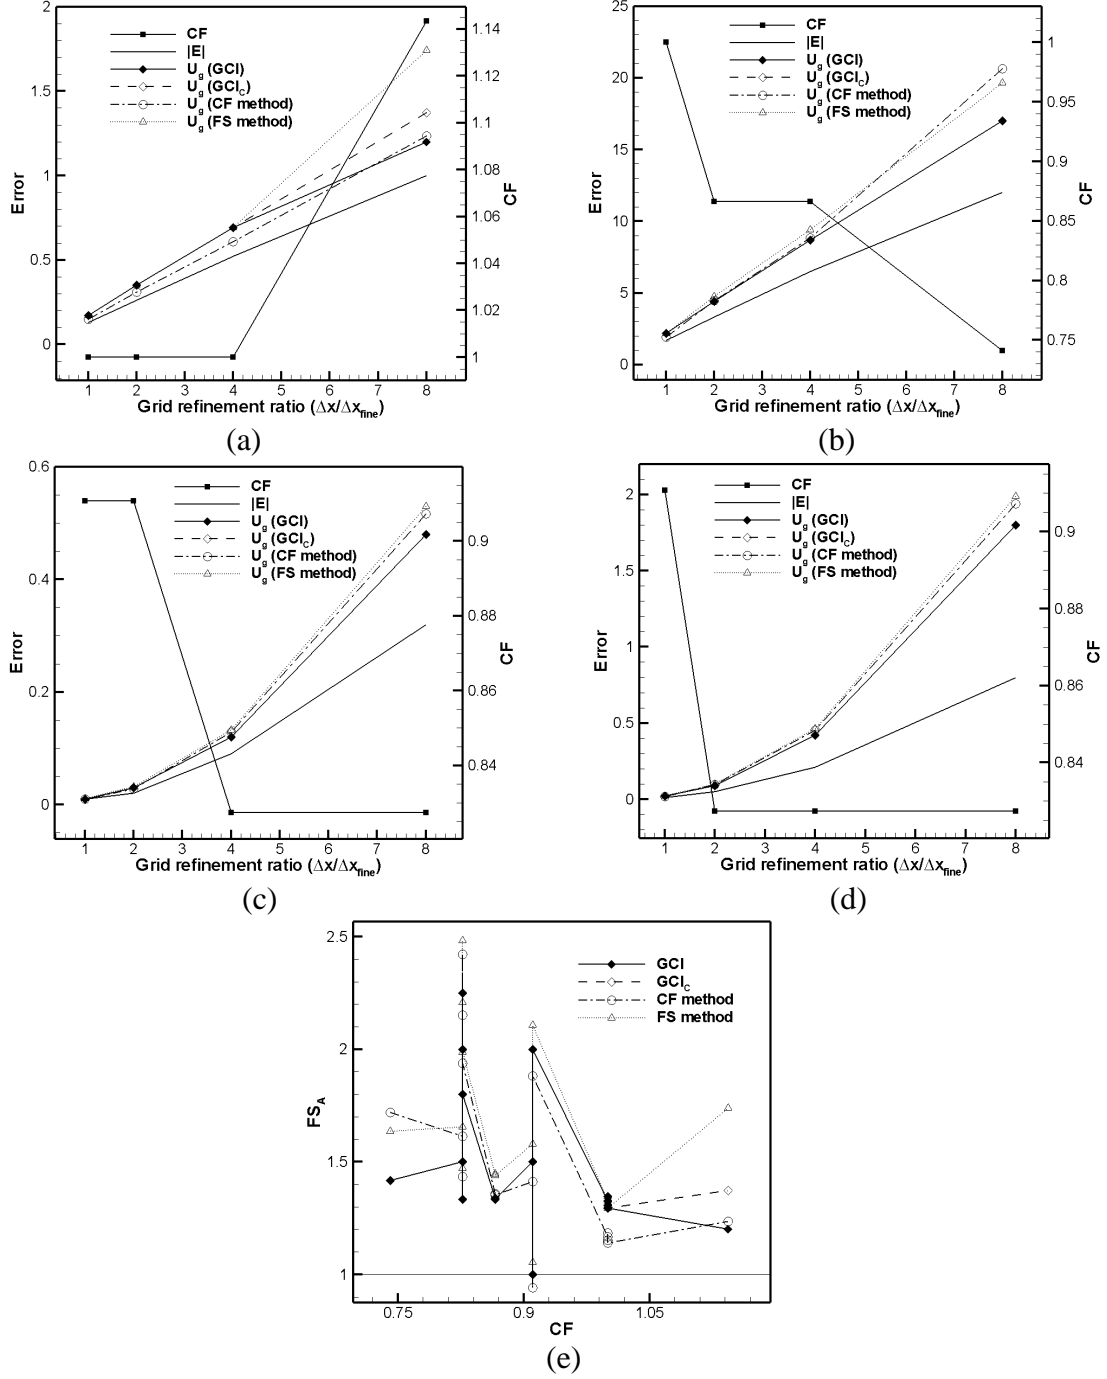 CF
|E|
U_g (GCI)
U_g (GCI_C)
U_g (CF method)
U_g (FS method)
2
1.5
1
0.5
0
Error
1.14
1.12
1.1
1.08
1.06
1.04
1.02
1
CF
1 2 3 4 5 6 7 8
Grid refinement ratio (Δx/Δx_fine)
(a)
CF
|E|
U_g (GCI)
U_g (GCI_C)
U_g (CF method)
U_g (FS method)
25
20
15
10
5
0
Error
1
0.95
0.9
0.85
0.8
0.75
CF
1 2 3 4 5 6 7 8
Grid refinement ratio (Δx/Δx_fine)
(b)
CF
|E|
U_g (GCI)
U_g (GCI_C)
U_g (CF method)
U_g (FS method)
0.6
0.4
0.2
0
Error
0.9
0.88
0.86
0.84
CF
1 2 3 4 5 6 7 8
Grid refinement ratio (Δx/Δx_fine)
(c)
CF
|E|
U_g (GCI)
U_g (GCI_C)
U_g (CF method)
U_g (FS method)
2
1.5
1
0.5
0
Error
0.9
0.88
0.86
0.84
CF
1 2 3 4 5 6 7 8
Grid refinement ratio (Δx/Δx_fine)
(d)
GCI
GCI_C
CF method
FS method
2.5
2
1.5
1
FS_A
0.75 0.9 1.05
CF
(e)